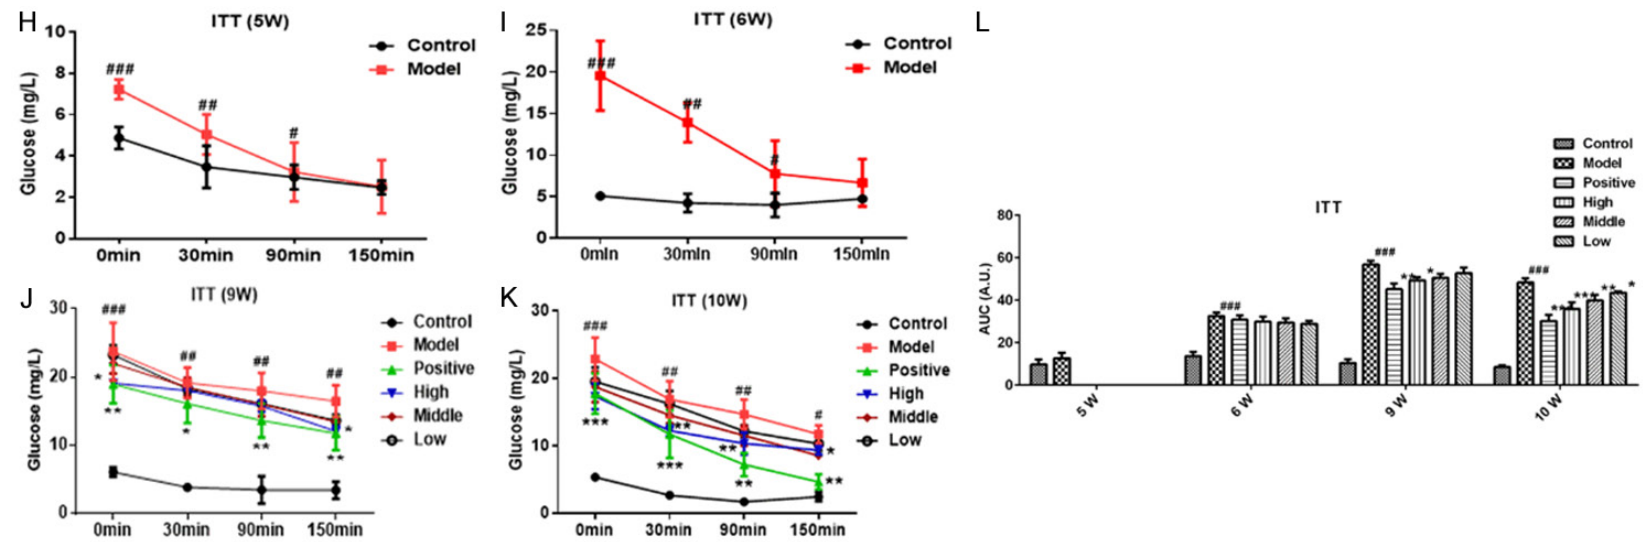 H
ITT (5W)
Glucose (mg/L)
10
8
6
4
2
0
###
##
#
0min
30min
90min
150min
Control
Model
I
ITT (6W)
Glucose (mg/L)
25
20
15
10
5
0
###
##
#
0min
30min
90min
150min
Control
Model
J
ITT (9W)
Glucose (mg/L)
30
20
10
0
###
##
##
##
*
**
*
**
*
**
0min
30min
90min
150min
Control
Model
Positive
High
Middle
Low
K
ITT (10W)
Glucose (mg/L)
30
20
10
0
###
##
##
#
***
**
***
**
**
*
**
0min
30min
90min
150min
Control
Model
Positive
High
Middle
Low
L
ITT
AUC (A.U.)
80
60
40
20
0
###
###
**
*
###
**
***
**
*
5 W
6 W
9 W
10 W
Control
Model
Positive
High
Middle
Low